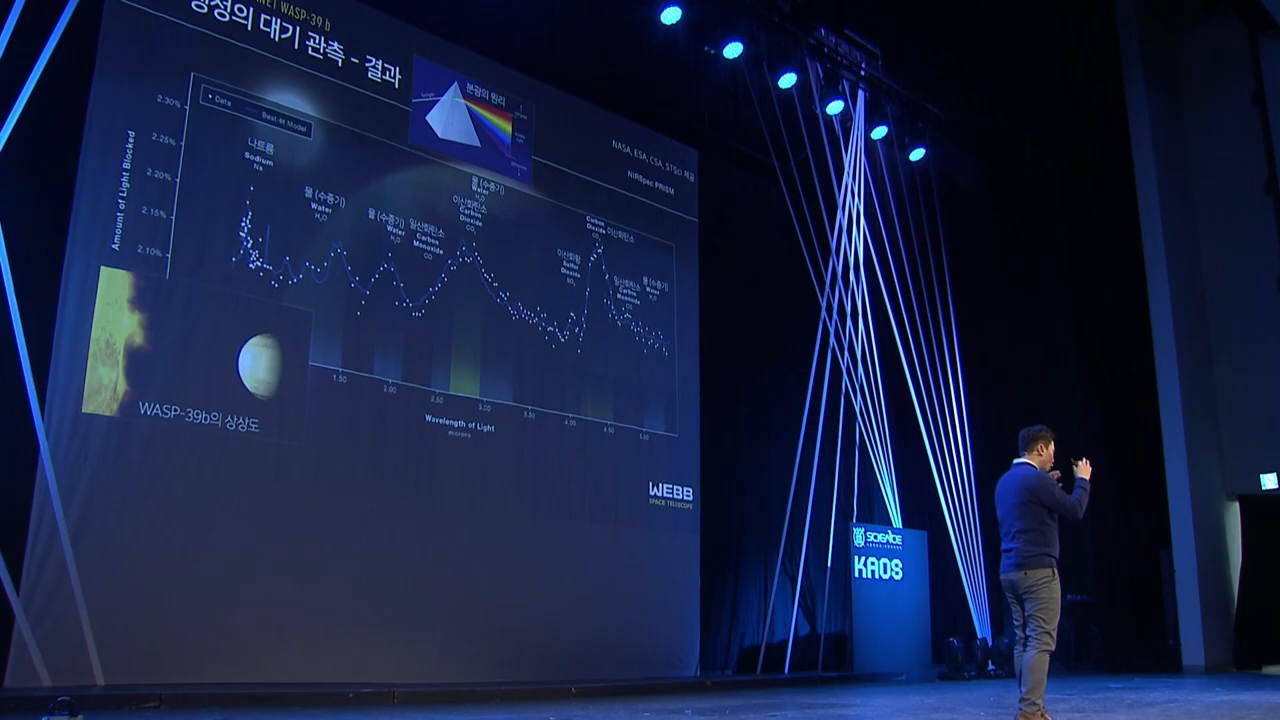 NET WASP-39 b
행성의 대기 관측 - 결과
분광의 원리
NASA, ESA, CSA, STScI 제공
NIRSpec PRISM
Data
Best-fit Model
2.30%
2.25%
2.20%
2.15%
2.10%
Amount of Light Blocked
나트륨
Sodium
Na
물 (수증기)
Water
H₂O
물 (수증기)
Water
H₂O
일산화탄소
Carbon
Monoxide
CO
물 (수증기)
Water
H₂O
이산화탄소
Carbon
Dioxide
CO₂
이산화황
Sulfur
Dioxide
SO₂
Carbon
Dioxide
CO₂
이산화탄소
일산화탄소
Carbon
Monoxide
CO
물 (수증기)
Water
H₂O
1.50
2.00
2.50
3.00
3.50
4.00
4.50
5.00
Wavelength of Light
microns
WASP-39b의 상상도
WEBB
SPACE TELESCOPE
SCIENCE
KAOS